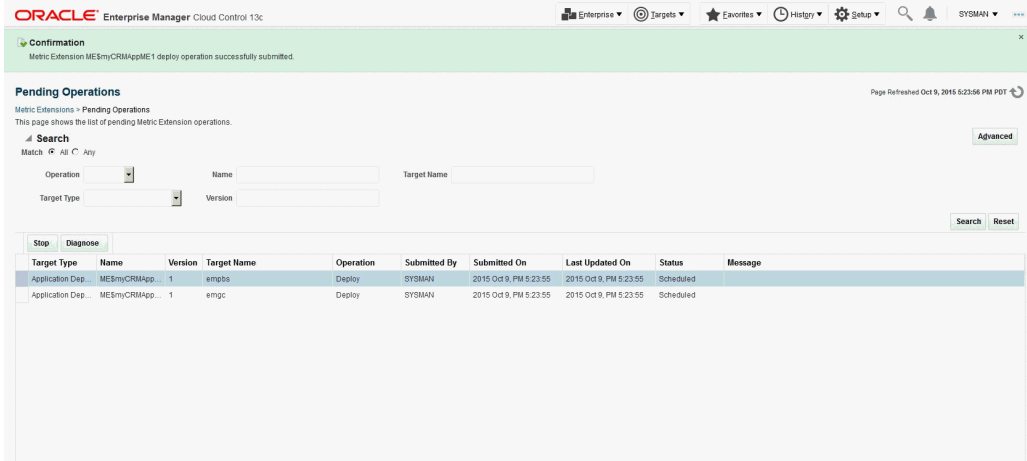 ORACLE Enterprise Manager Cloud Control 13c Enterprise Targets Favorites History Setup SYSMAN
Confirmation
Metric Extension ME$myCRMAppME1 deploy operation successfully submitted.
Pending Operations
Page Refreshed Oct 9, 2015 5:23:56 PM PDT
Metric Extensions > Pending Operations
This page shows the list of pending Metric Extension operations.
Search
Advanced
Match All Any
Operation Name Target Name
Target Type Version
Search Reset
Stop Diagnose
Target Type Name Version Target Name Operation Submitted By Submitted On Last Updated On Status Message
Application Dep... ME$myCRMApp... 1 empbs Deploy SYSMAN 2015 Oct 9, PM 5:23:55 2015 Oct 9, PM 5:23:55 Scheduled
Application Dep... ME$myCRMApp... 1 emgc Deploy SYSMAN 2015 Oct 9, PM 5:23:55 2015 Oct 9, PM 5:23:55 Scheduled